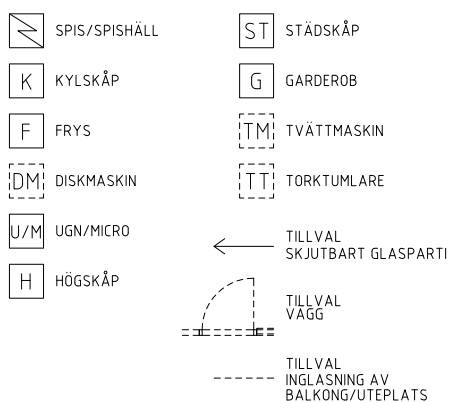 SPIS/SPISHÄLL
K KYLSKÅP
F FRYS
DM DISKMASKIN
U/M UGN/MICRO
H HÖGSKÅP
ST STÄDSKÅP
G GARDEROB
TM TVÄTTMASKIN
TT TORKTUMLARE
TILLVAL
SKJUTBART GLASPARTI
TILLVAL
VÄGG
TILLVAL
INGLASNING AV
BALKONG/UTEPLATS